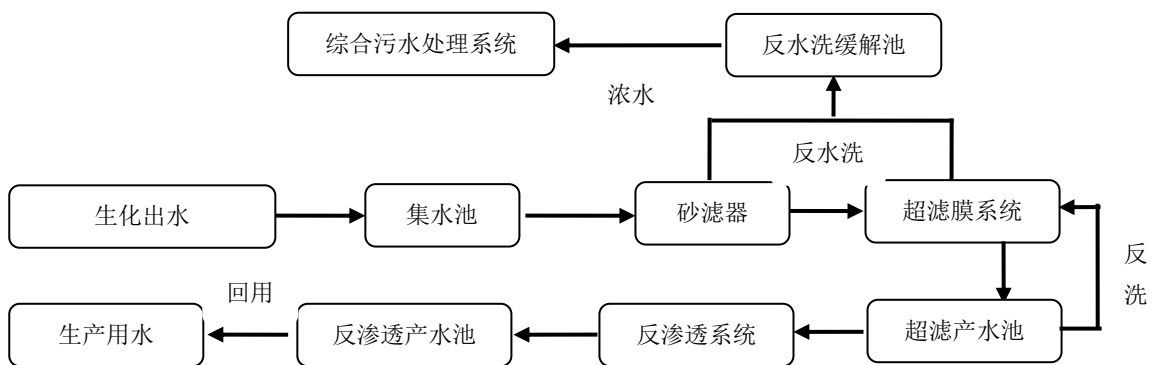 综合污水处理系统
反水洗缓解池
浓水
反水洗
生化出水
集水池
砂滤器
超滤膜系统
反
洗
回用
生产用水
反渗透产水池
反渗透系统
超滤产水池